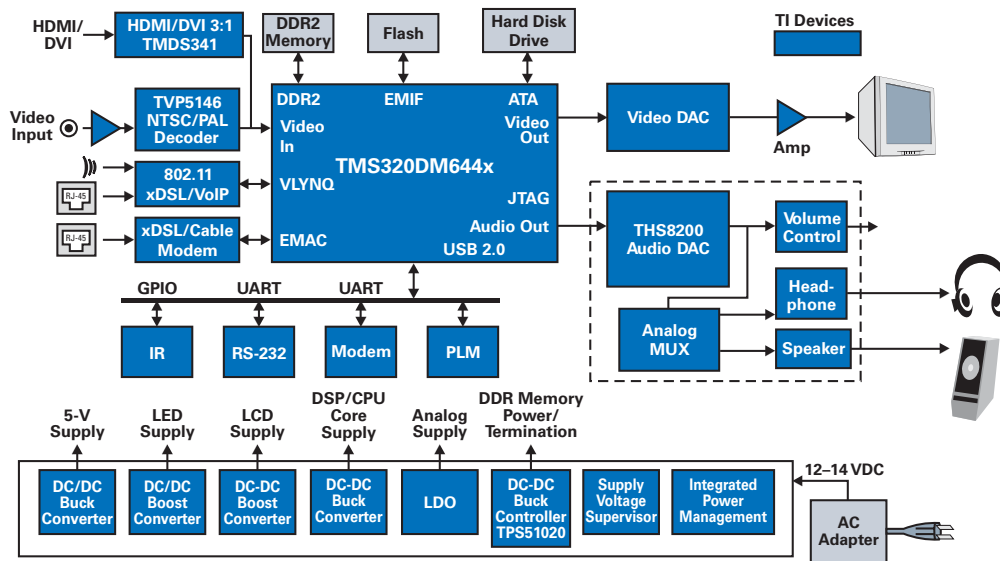 HDMI/
DVI
HDMI/DVI 3:1
TMDS341
DDR2
Memory
Flash
Hard Disk
Drive
TI Devices
Video
Input
TVP5146
NTSC/PAL
Decoder
DDR2
EMIF
ATA
Video
In
Video
Out
TMS320DM644x
VLYNQ
JTAG
EMAC
Audio Out
USB 2.0
Video DAC
Amp
RJ-45
802.11
xDSL/VoIP
RJ-45
xDSL/Cable
Modem
THS8200
Audio DAC
Volume
Control
Head-
phone
Analog
MUX
Speaker
GPIO
UART
UART
IR
RS-232
Modem
PLM
5-V
Supply
LED
Supply
LCD
Supply
DSP/CPU
Core
Supply
Analog
Supply
DDR Memory
Power/
Termination
DC/DC
Buck
Converter
DC/DC
Boost
Converter
DC-DC
Boost
Converter
DC-DC
Buck
Converter
LDO
DC-DC
Buck
Controller
TPS51020
Supply
Voltage
Supervisor
Integrated
Power
Management
12–14 VDC
AC
Adapter